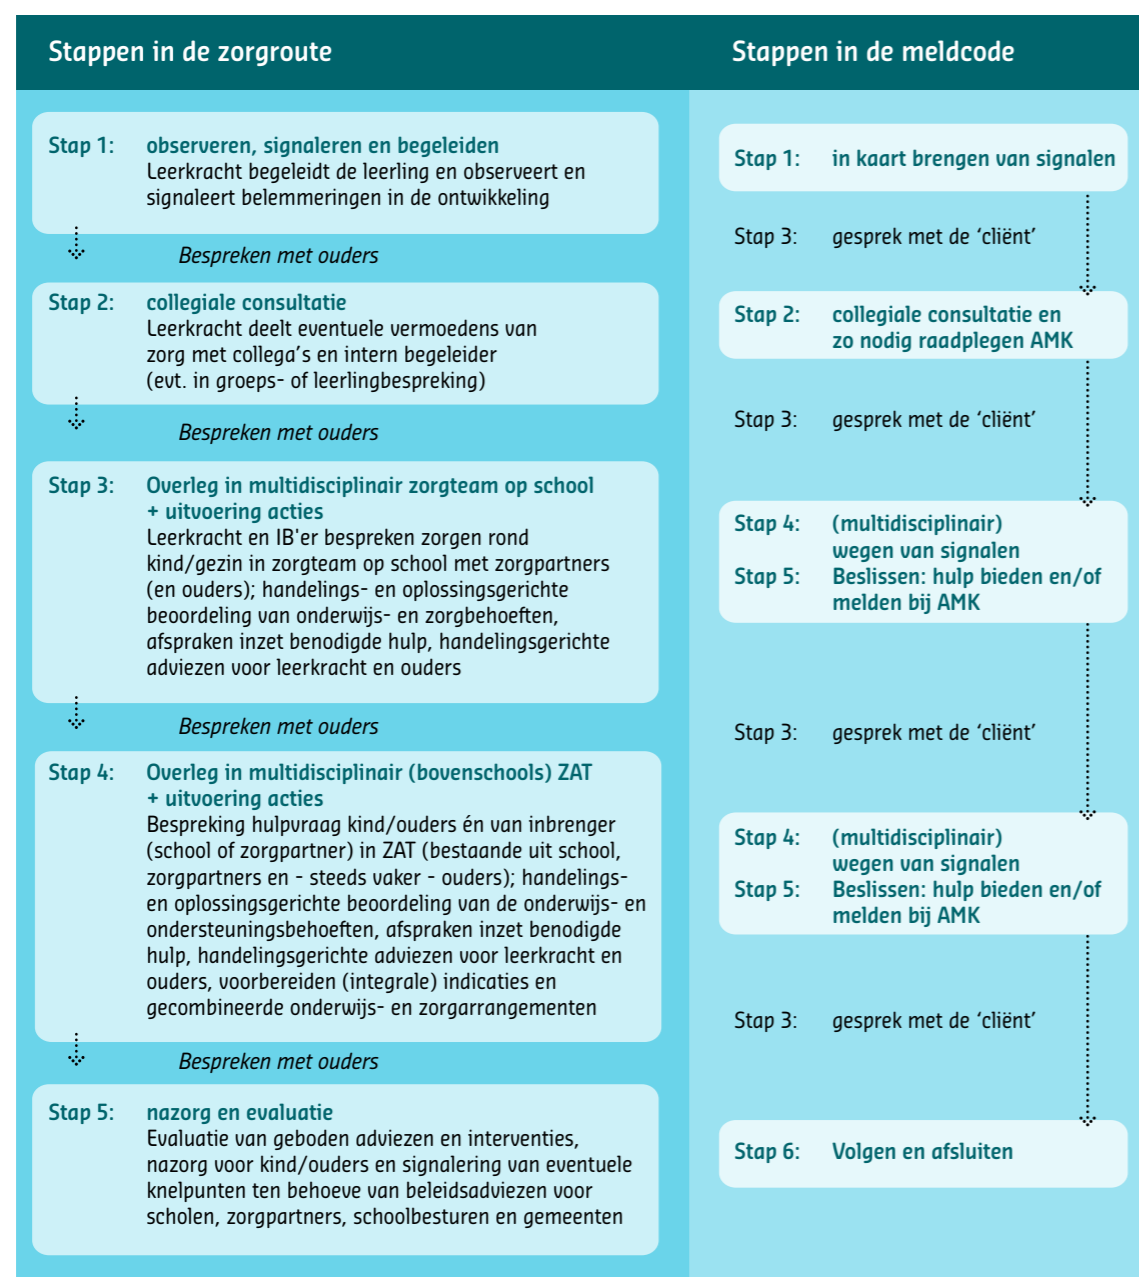 Stappen in de zorgroute
Stap 1: observeren, signaleren en begeleiden
Leerkracht begeleidt de leerling en observeert en
signaleert belemmeringen in de ontwikkeling
Bespreken met ouders
Stap 2: collegiale consultatie
Leerkracht deelt eventuele vermoedens van
zorg met collega's en intern begeleider
(evt. in groeps- of leerlingbespreking)
Bespreken met ouders
Stap 3: Overleg in multidisciplinair zorgteam op school
+ uitvoering acties
Leerkracht en IB'er bespreken zorgen rond
kind/gezin in zorgteam op school met zorgpartners
(en ouders); handelings- en oplossingsgerichte
beoordeling van onderwijs- en zorgbehoeften,
afspraken inzet benodigde hulp, handelingsgerichte
adviezen voor leerkracht en ouders
Bespreken met ouders
Stap 4: Overleg in multidisciplinair (bovenschools) ZAT
+ uitvoering acties
Bespreking hulpvraag kind/ouders én van inbrenger
(school of zorgpartner) in ZAT (bestaande uit school,
zorgpartners en - steeds vaker - ouders); handelings-
en oplossingsgerichte beoordeling van de onderwijs- en
ondersteuningsbehoeften, afspraken inzet benodigde
hulp, handelingsgerichte adviezen voor leerkracht en
ouders, voorbereiden (integrale) indicaties en
gecombineerde onderwijs- en zorgarrangementen
Bespreken met ouders
Stap 5: nazorg en evaluatie
Evaluatie van geboden adviezen en interventies,
nazorg voor kind/ouders en signalering van eventuele
knelpunten ten behoeve van beleidsadviezen voor
scholen, zorgpartners, schoolbesturen en gemeenten
Stappen in de meldcode
Stap 1: in kaart brengen van signalen
Stap 3: gesprek met de ‘cliënt’
Stap 2: collegiale consultatie en
zo nodig raadplegen AMK
Stap 3: gesprek met de ‘cliënt’
Stap 4: (multidisciplinair)
wegen van signalen
Stap 5: Beslissen: hulp bieden en/of
melden bij AMK
Stap 3: gesprek met de ‘cliënt’
Stap 4: (multidisciplinair)
wegen van signalen
Stap 5: Beslissen: hulp bieden en/of
melden bij AMK
Stap 3: gesprek met de ‘cliënt’
Stap 6: Volgen en afsluiten